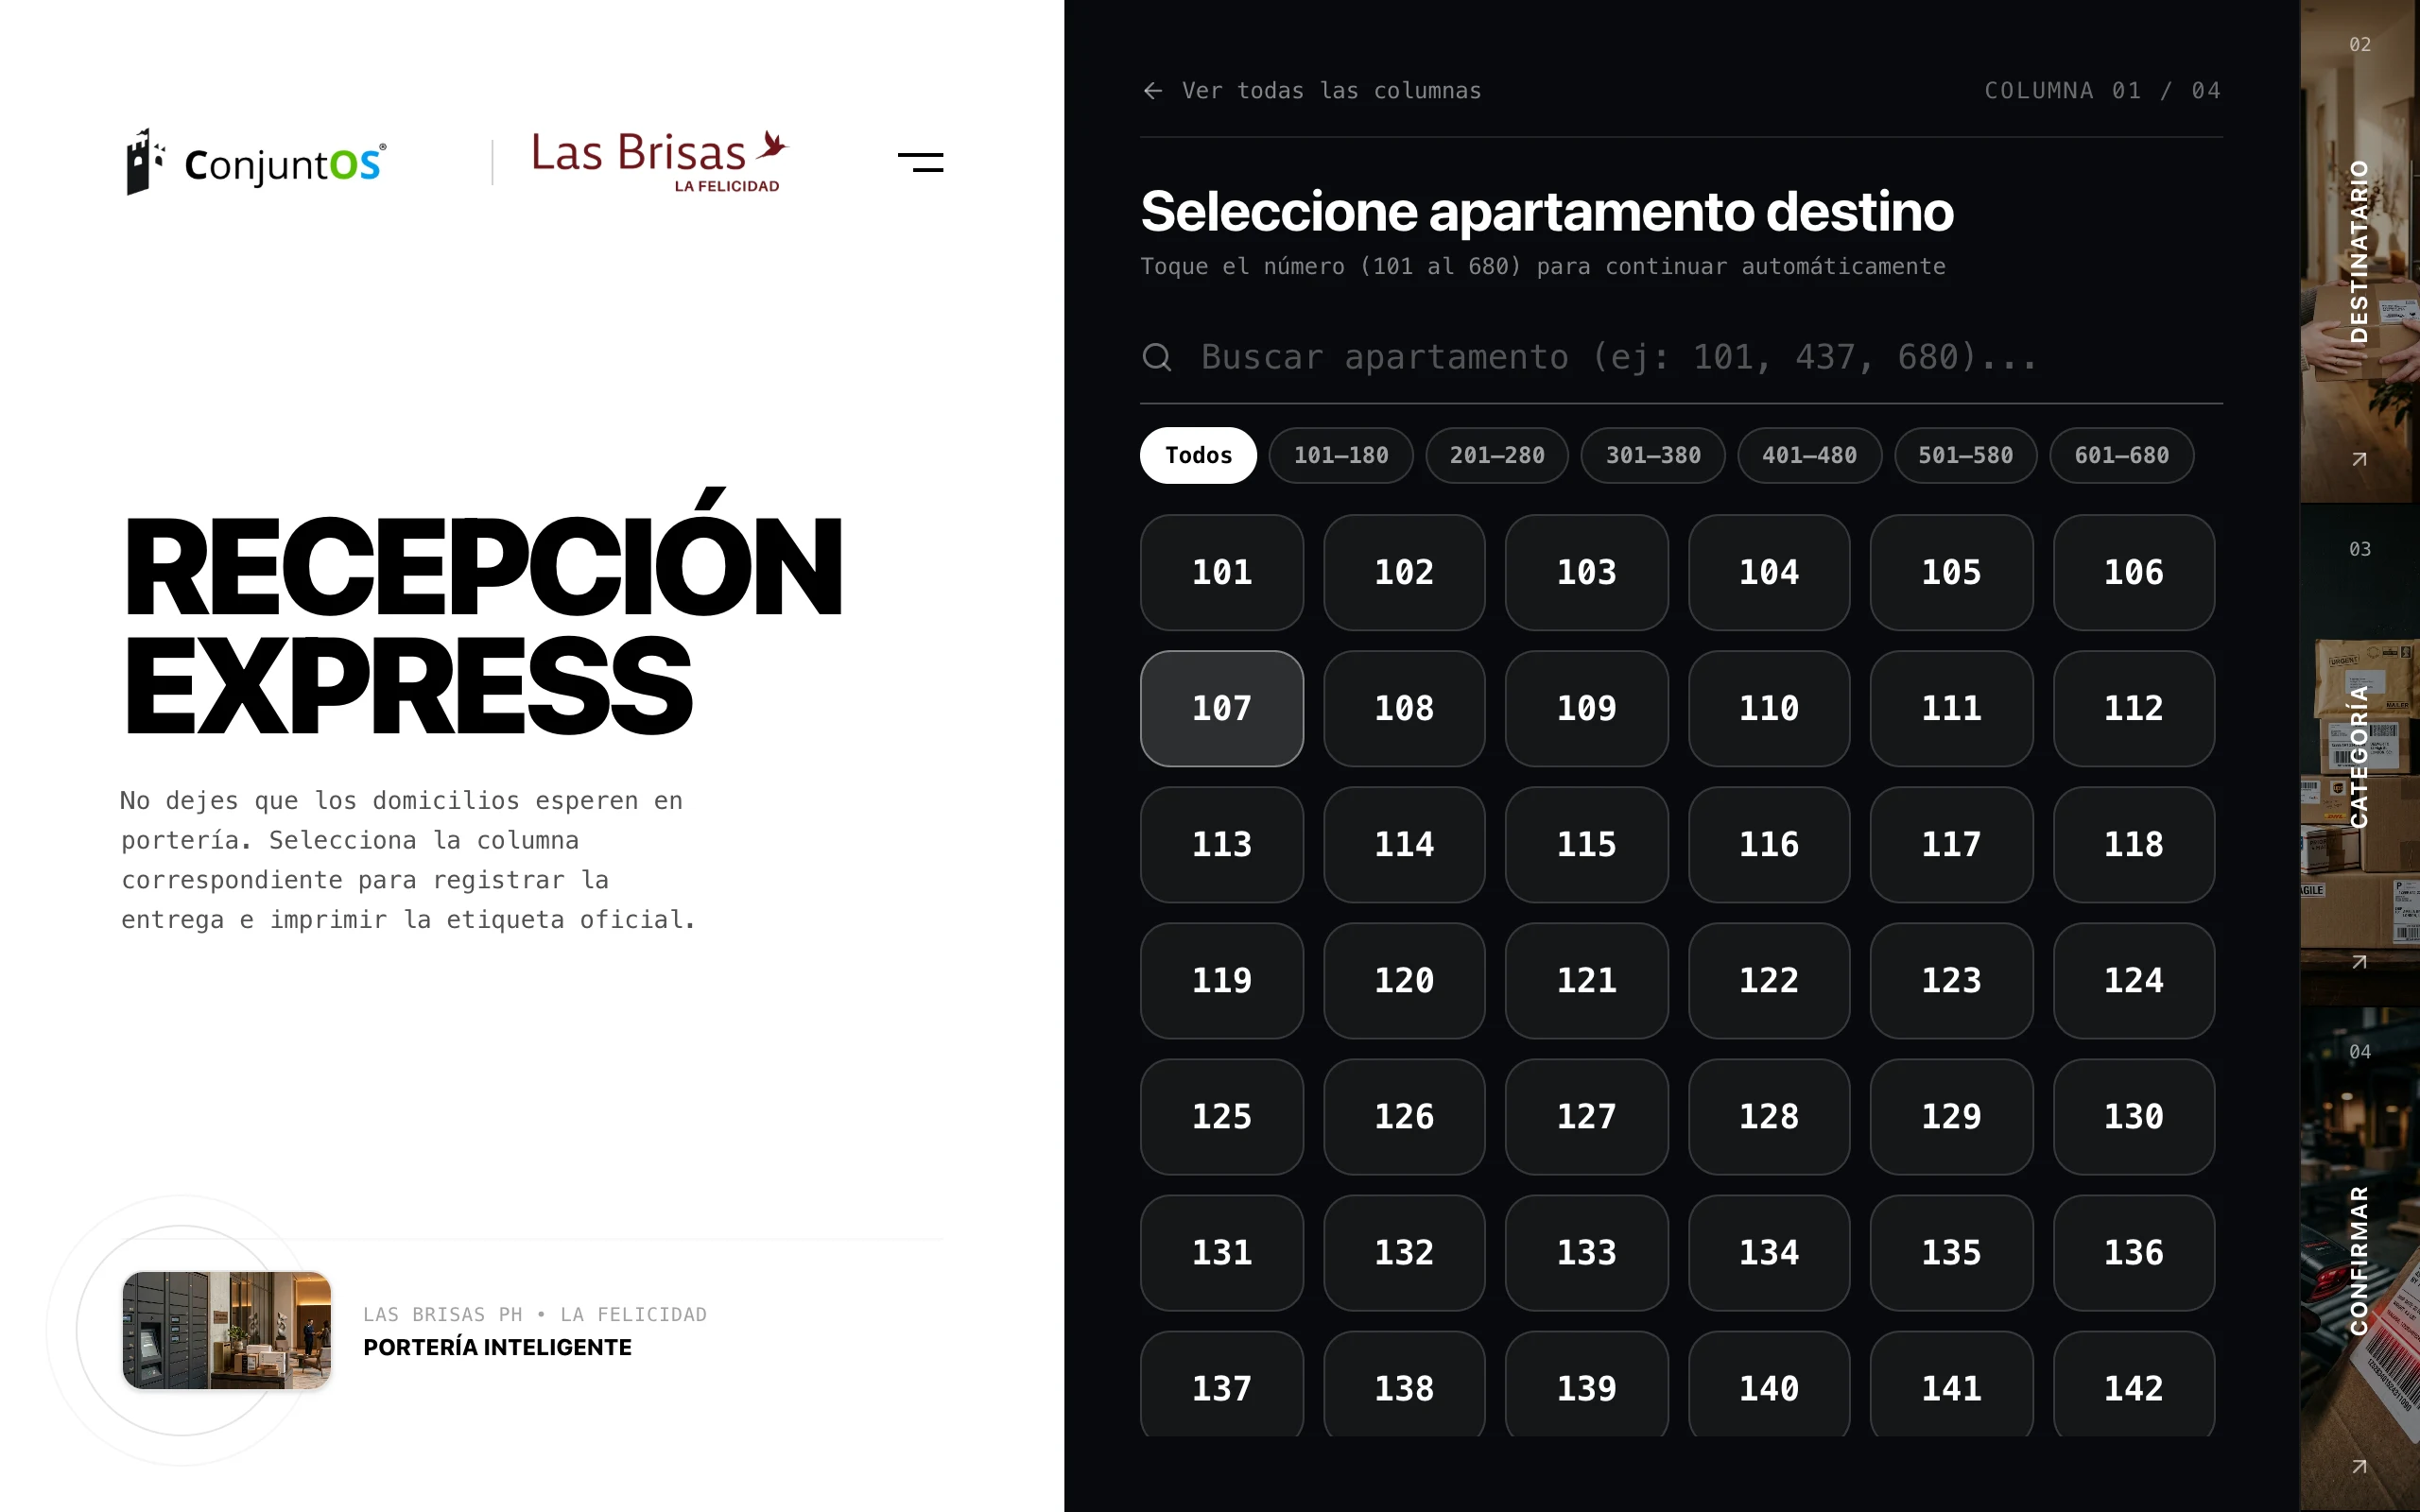 ConjuntOS®
Las Brisas
LA FELICIDAD
RECEPCIÓN
EXPRESS
No dejes que los domicilios esperen en
portería. Selecciona la columna
correspondiente para registrar la
entrega e imprimir la etiqueta oficial.
LAS BRISAS PH • LA FELICIDAD
PORTERÍA INTELIGENTE
← Ver todas las columnas
COLUMNA 01 / 04
Seleccione apartamento destino
Toque el número (101 al 680) para continuar automáticamente
Buscar apartamento (ej: 101, 437, 680)...
Todos 101–180 201–280 301–380 401–480 501–580 601–680
101 102 103 104 105 106
107 108 109 110 111 112
113 114 115 116 117 118
119 120 121 122 123 124
125 126 127 128 129 130
131 132 133 134 135 136
137 138 139 140 141 142
02
DESTINATARIO
03
CATEGORÍA
04
CONFIRMAR